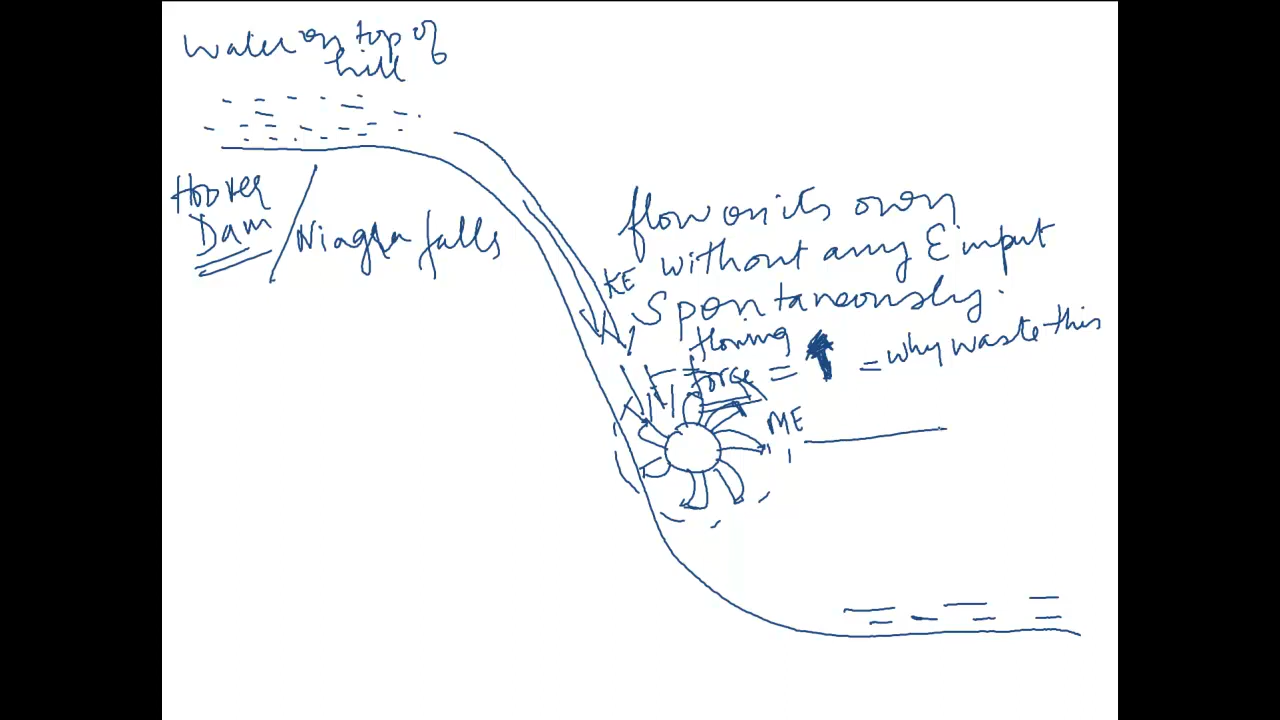 Water on top of
hill
Hoover
Dam / Niagra falls
flow on its own
without any E input
KE
Spontaneously.
flowing
force = = why waste this
ME